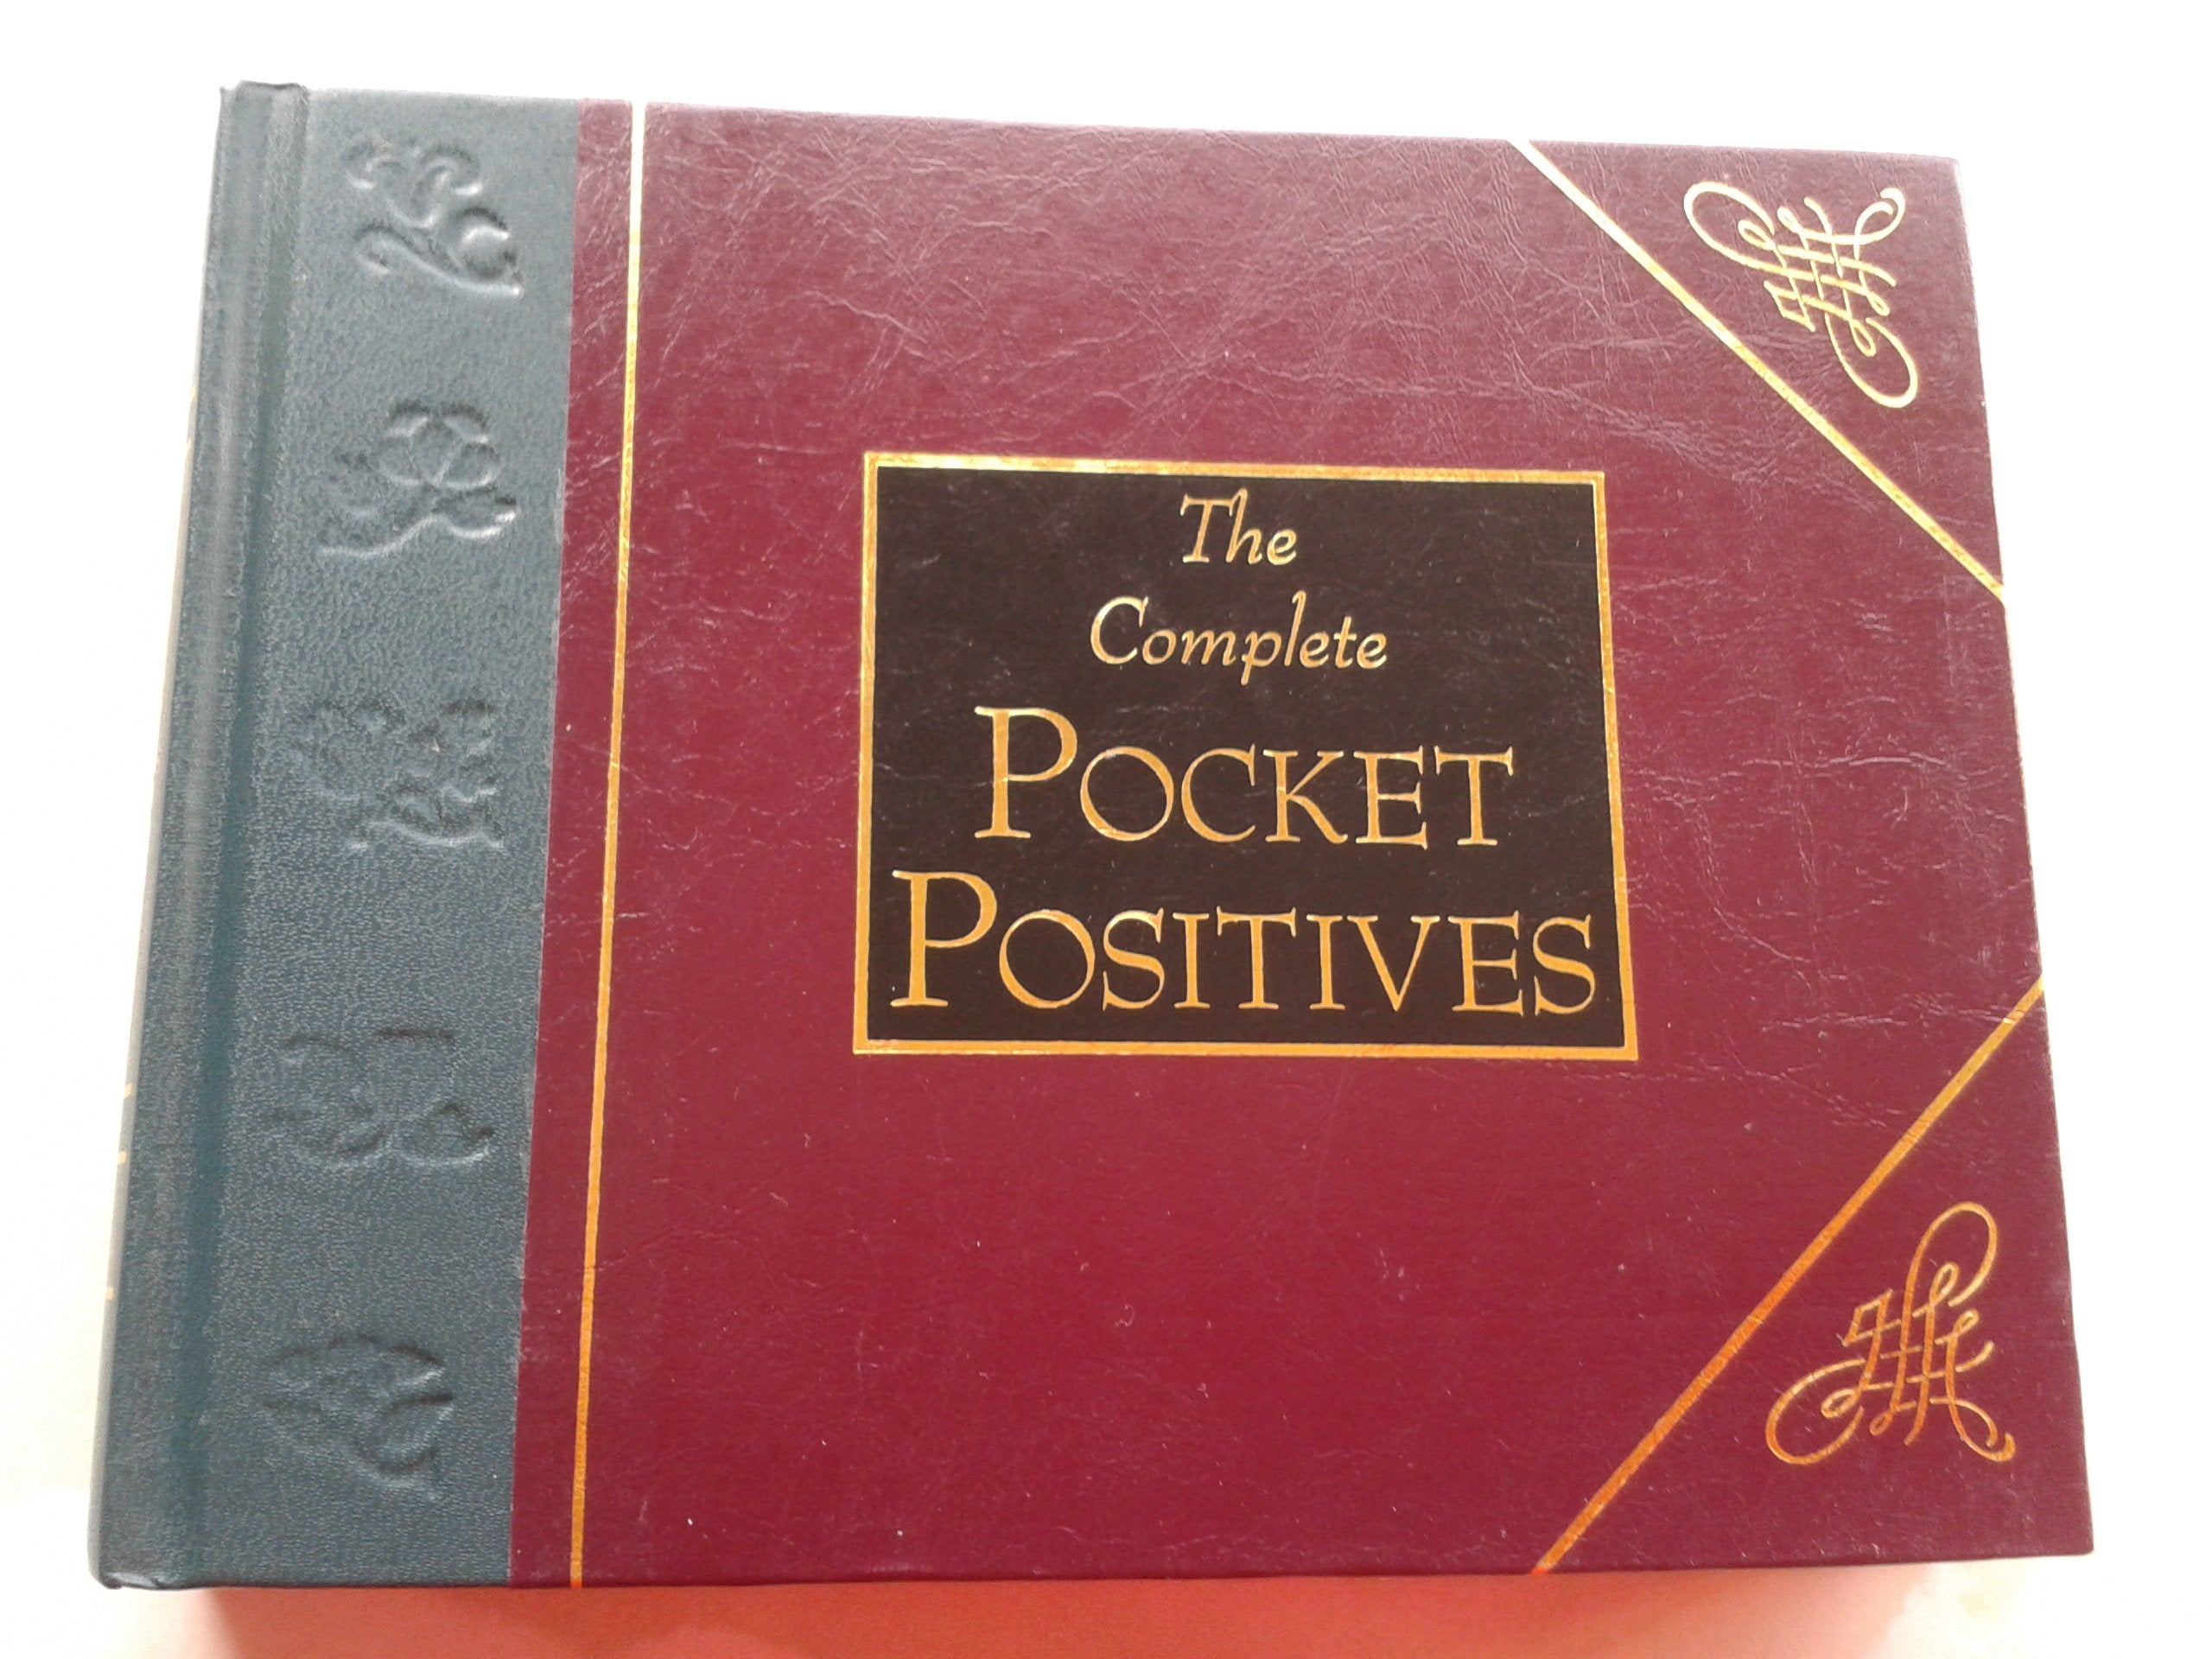 The
Complete
POCKET
POSITIVES